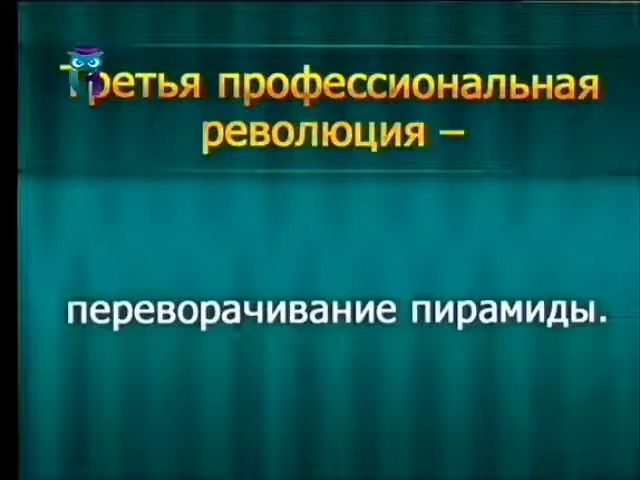 Третья профессиональная
революция –
переворачивание пирамиды.